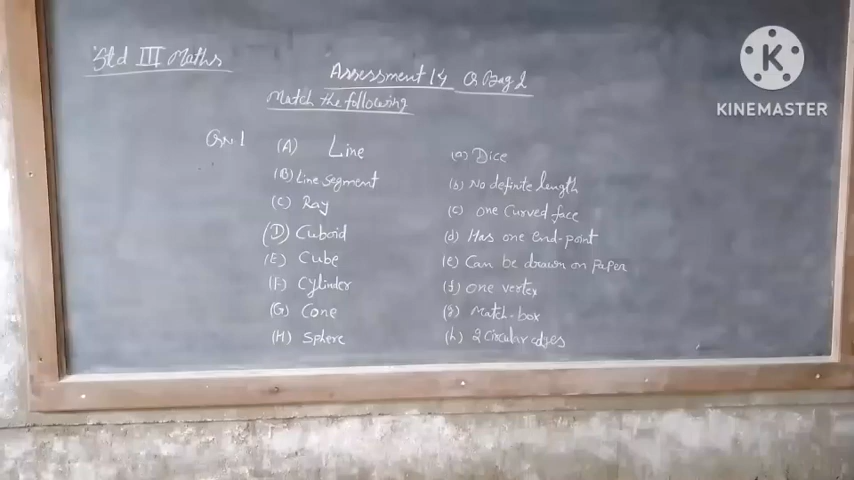 Std III Maths
Assessment 14
Match the following
Qn.1 (A) Line (a) Dice
(B) Line Segment (b) No definite length
(C) Ray (c) one Curved face
(D) Cuboid (d) Has one end-point
(E) Cube (e) Can be drawn on Paper
(F) Cylinder (f) one vertex
(G) Cone (g) Match-box
(H) Sphere (h) 2 Circular edges
K
KINEMASTER